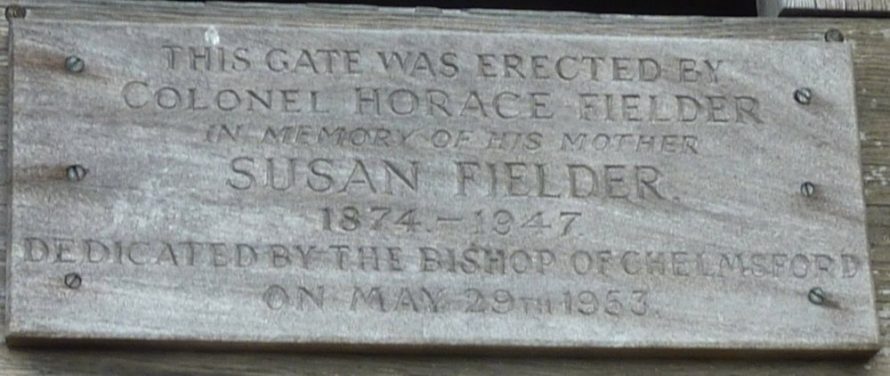 THIS GATE WAS ERECTED BY
COLONEL HORACE FIELDER
IN MEMORY OF HIS MOTHER
SUSAN FIELDER.
1874.-1947.
DEDICATED BY THE BISHOP OF CHELMSFORD
ON MAY 29TH 1953.